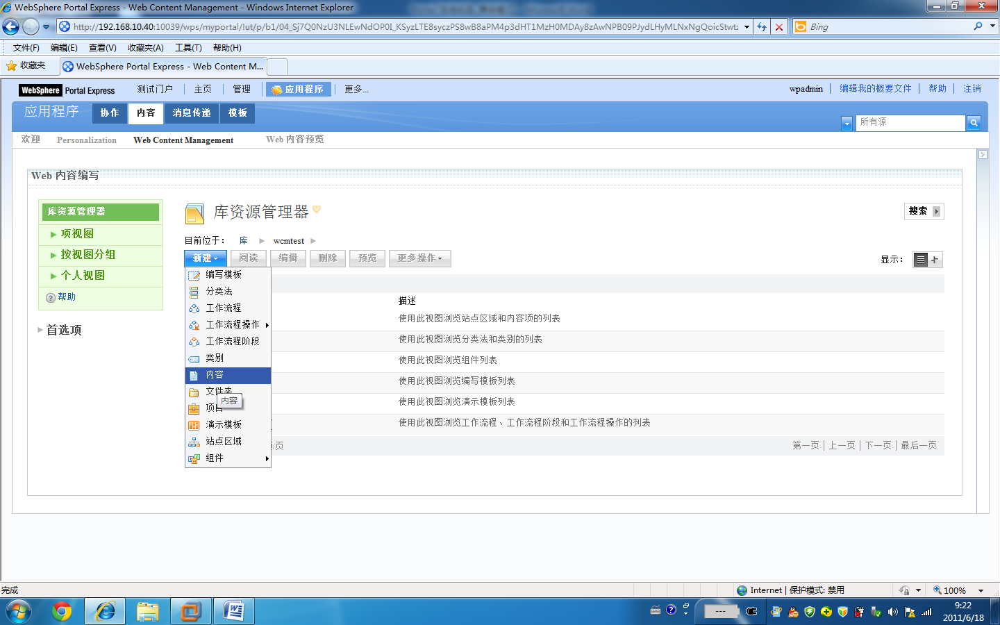 WebSphere Portal Express - Web Content Management - Windows Internet Explorer
http://192.168.10.40:10039/wps/myportal/!ut/p/b1/04_Sj7Q0NzU3NLEwNdOP0I_KSyzLTE8syczPS8wB8aPM4p3dHT1MzH0MDAy8zAwNPB09PJydLHyMLNxNgQoicStwtz
Bing
文件(F) 编辑(E) 查看(V) 收藏夹(A) 工具(T) 帮助(H)
收藏夹 WebSphere Portal Express - Web Content M...
WebSphere Portal Express 测试门户 主页 管理 应用程序 更多... wpadmin 编辑我的概要文件 帮助 注销
应用程序 协作 内容 消息传递 模板
所有源
欢迎 Personalization Web Content Management Web 内容预览
Web 内容编写
库资源管理器
项视图
按视图分组
个人视图
帮助
首选项
库资源管理器
搜索
目前位于： 库 wcmtest
新建 阅读 编辑 删除 预览 更多操作
显示：
编写模板
分类法
工作流程
工作流程操作
工作流程阶段
类别
内容
文件夹
内容
项目
演示模板
站点区域
组件
描述
使用此视图浏览站点区域和内容项的列表
使用此视图浏览分类法和类别的列表
使用此视图浏览组件列表
使用此视图浏览编写模板列表
使用此视图浏览演示模板列表
使用此视图浏览工作流程、工作流程阶段和工作流程操作的列表
/页
第一页 | 上一页 | 下一页 | 最后一页
完成
Internet | 保护模式: 禁用
100%
---
9:22
2011/6/18